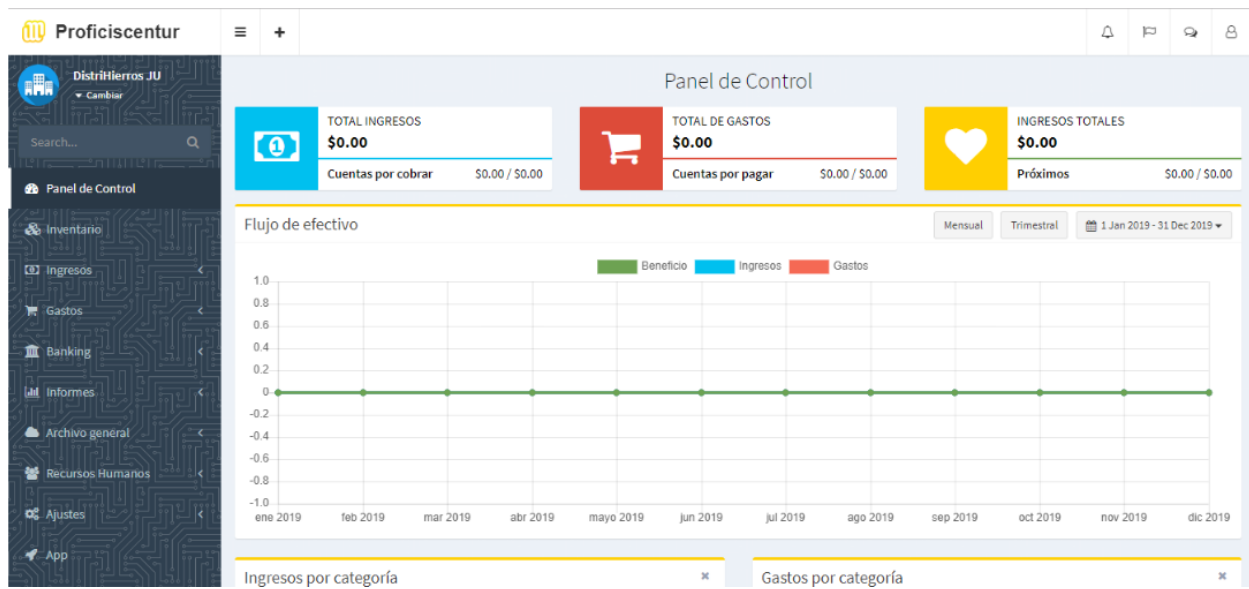 Proficiscentur
DistriHierros JU
Cambiar
Search...
Panel de Control
Inventario
Ingresos
Gastos
Banking
Informes
Archivo general
Recursos Humanos
Ajustes
App
Panel de Control
TOTAL INGRESOS
$0.00
Cuentas por cobrar $0.00 / $0.00
TOTAL DE GASTOS
$0.00
Cuentas por pagar $0.00 / $0.00
INGRESOS TOTALES
$0.00
Próximos $0.00 / $0.00
Flujo de efectivo
Mensual Trimestral 1 Jan 2019 - 31 Dec 2019
Beneficio Ingresos Gastos
1.0
0.8
0.6
0.4
0.2
0
-0.2
-0.4
-0.6
-0.8
-1.0
ene 2019 feb 2019 mar 2019 abr 2019 mayo 2019 jun 2019 jul 2019 ago 2019 sep 2019 oct 2019 nov 2019 dic 2019
Ingresos por categoría
Gastos por categoría